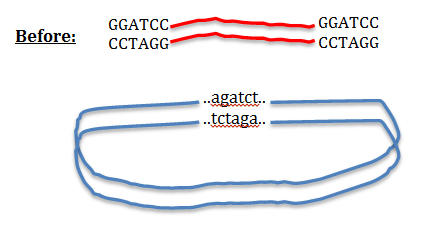 GGATCC GGATCC
Before: CCTAGG CCTAGG
..agatct..
..tctaga..